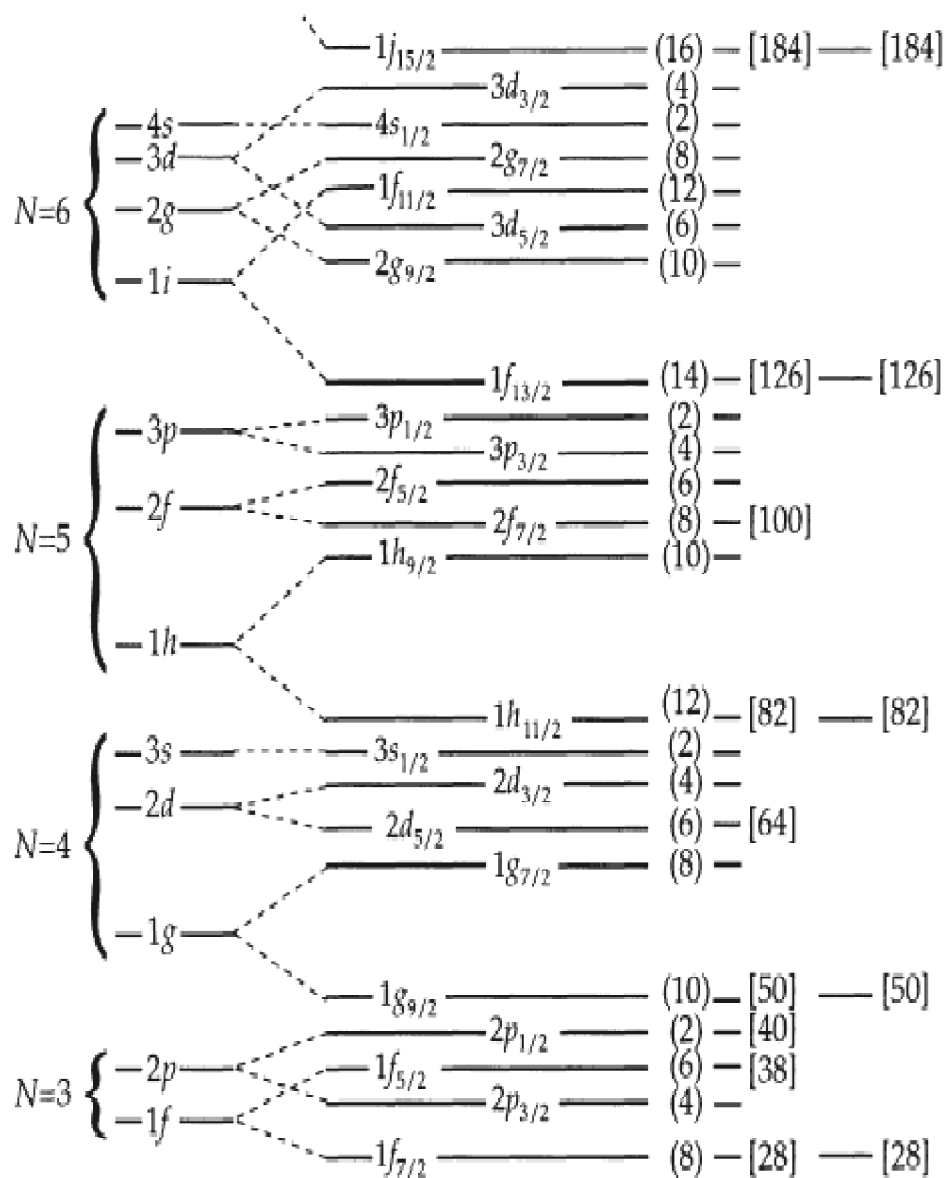 1j15/2 (16) [184] [184]
3d3/2 (4)
4s 4s1/2 (2)
3d 2g7/2 (8)
1f11/2 (12)
N=6 2g 3d5/2 (6)
2g9/2 (10)
1i
1f13/2 (14) [126] [126]
3p 3p1/2 (2)
3p3/2 (4)
2f5/2 (6)
N=5 2f 2f7/2 (8) [100]
1h9/2 (10)
1h
1h11/2 (12) [82] [82]
3s 3s1/2 (2)
2d3/2 (4)
N=4 2d 2d5/2 (6) [64]
1g7/2 (8)
1g
1g9/2 (10) [50] [50]
2p1/2 (2) [40]
N=3 2p 1f5/2 (6) [38]
2p3/2 (4)
1f
1f7/2 (8) [28] [28]